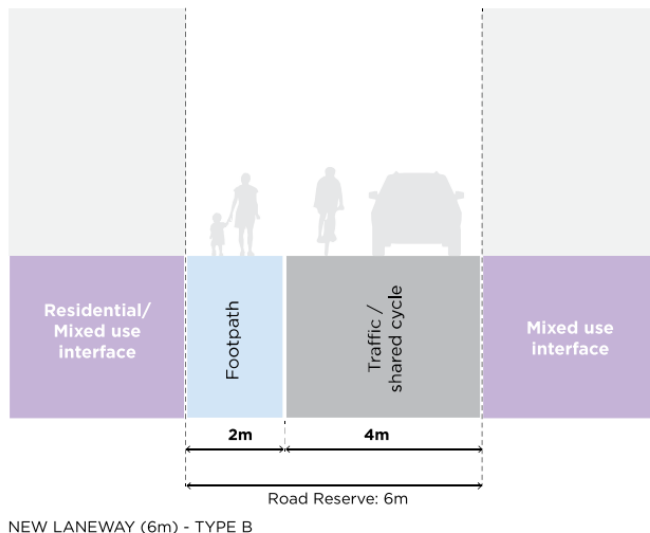 Residential/
Mixed use
interface
Footpath
Traffic /
shared cycle
Mixed use
interface
2m
4m
Road Reserve: 6m
NEW LANEWAY (6m) - TYPE B